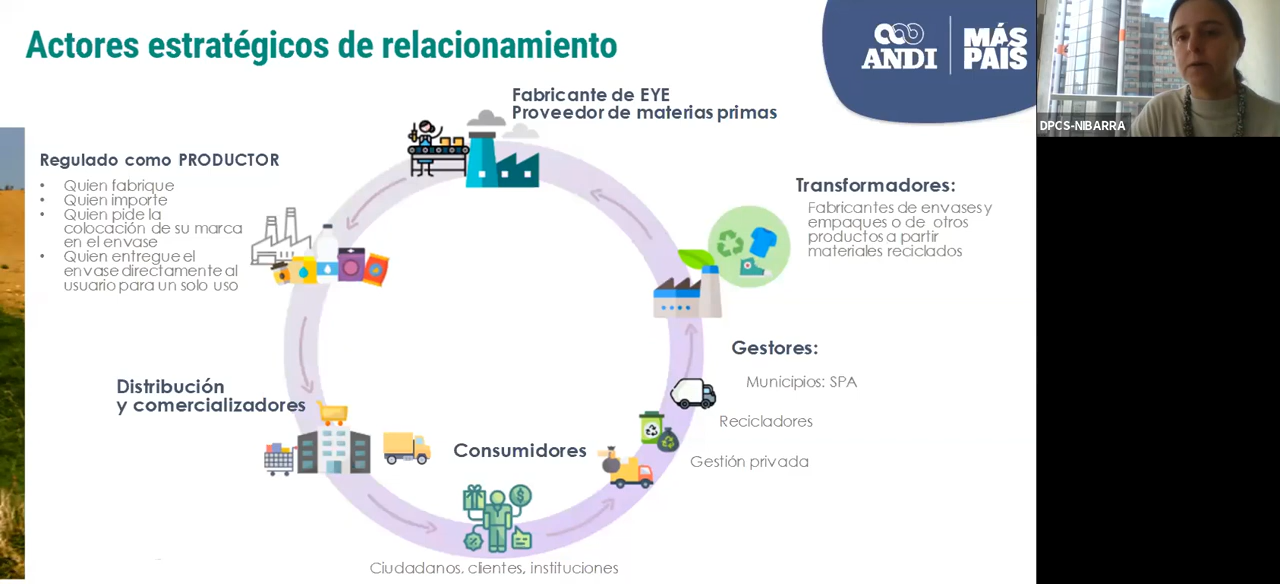 Actores estratégicos de relacionamiento
ANDI
MÁS
PAÍS
DPCS-NIBARRA
Fabricante de EYE
Proveedor de materias primas
Regulado como PRODUCTOR
• Quien fabrique
• Quien importe
• Quien pide la
colocación de su marca
en el envase
• Quien entregue el
envase directamente al
usuario para un solo uso
Transformadores:
Fabricantes de envases y
empaques o de otros
productos a partir
materiales reciclados
Gestores:
Municipios: SPA
Recicladores
Gestión privada
Distribución
y comercializadores
Consumidores
Ciudadanos, clientes, instituciones